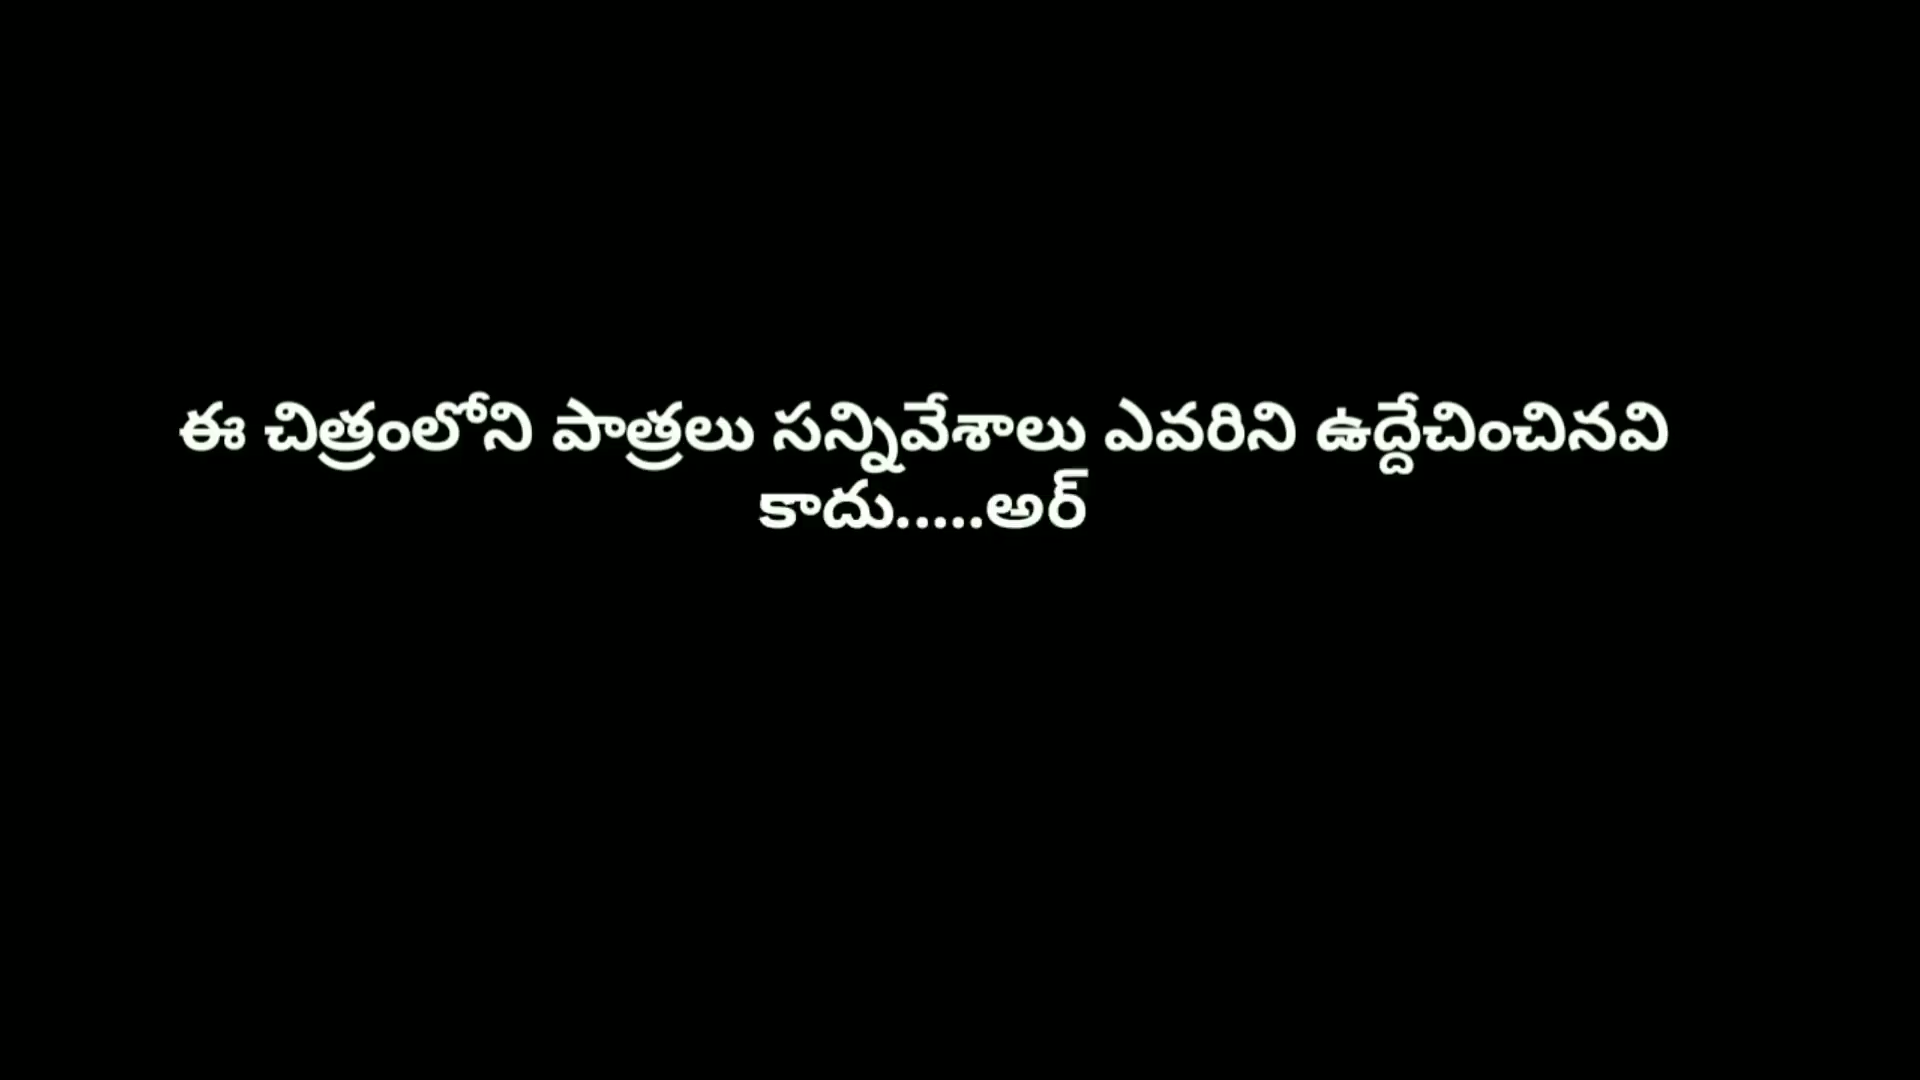 ఈ చిత్రంలోని పాత్రలు సన్నివేశాలు ఎవరిని ఉద్దేచించినవి
కాదు.....అర్